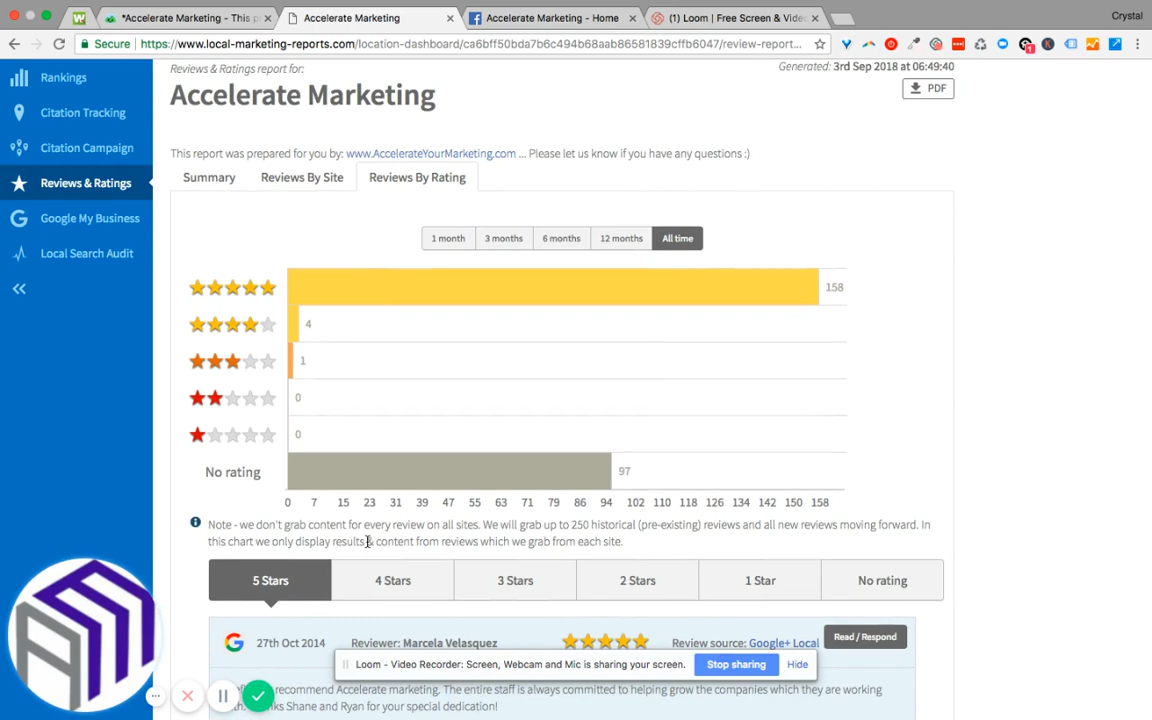 *Accelerate Marketing - This p
Accelerate Marketing
Accelerate Marketing - Home
(1) Loom | Free Screen & Vide
Crystal
Secure
https://www.local-marketing-reports.com/location-dashboard/ca6bff50bda7b6c494b68aab86581839cffb6047/review-report...
Rankings
Citation Tracking
Citation Campaign
Reviews & Ratings
Google My Business
Local Search Audit
Reviews & Ratings report for:
Generated: 3rd Sep 2018 at 06:49:40
Accelerate Marketing
PDF
This report was prepared for you by: www.AccelerateYourMarketing.com ... Please let us know if you have any questions :)
Summary Reviews By Site Reviews By Rating
1 month 3 months 6 months 12 months All time
158
4
1
0
0
No rating 97
0 7 15 23 31 39 47 55 63 71 79 86 94 102 110 118 126 134 142 150 158
Note - we don't grab content for every review on all sites. We will grab up to 250 historical (pre-existing) reviews and all new reviews moving forward. In
this chart we only display results & content from reviews which we grab from each site.
5 Stars 4 Stars 3 Stars 2 Stars 1 Star No rating
27th Oct 2014 Reviewer: Marcela Velasquez Review source: Google+ Local Read / Respond
Loom - Video Recorder: Screen, Webcam and Mic is sharing your screen. Stop sharing Hide
recommend Accelerate marketing. The entire staff is always committed to helping grow the companies which they are working
Shane and Ryan for your special dedication!